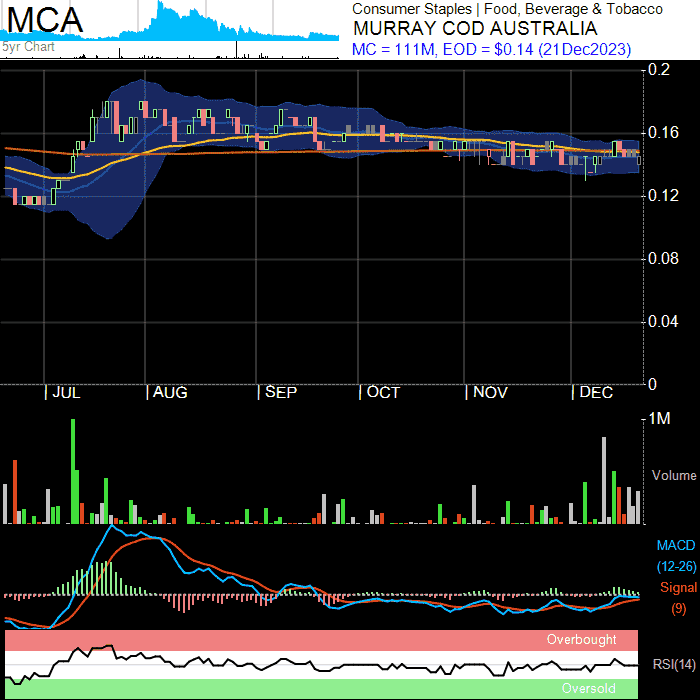 MCA
5yr Chart
Consumer Staples | Food, Beverage & Tobacco
MURRAY COD AUSTRALIA
MC = 111M, EOD = $0.14 (21Dec2023)
0.2
0.16
0.12
0.08
0.04
0
JUL AUG SEP OCT NOV DEC
1M
Volume
MACD
(12-26)
Signal
(9)
Overbought
RSI(14)
Oversold